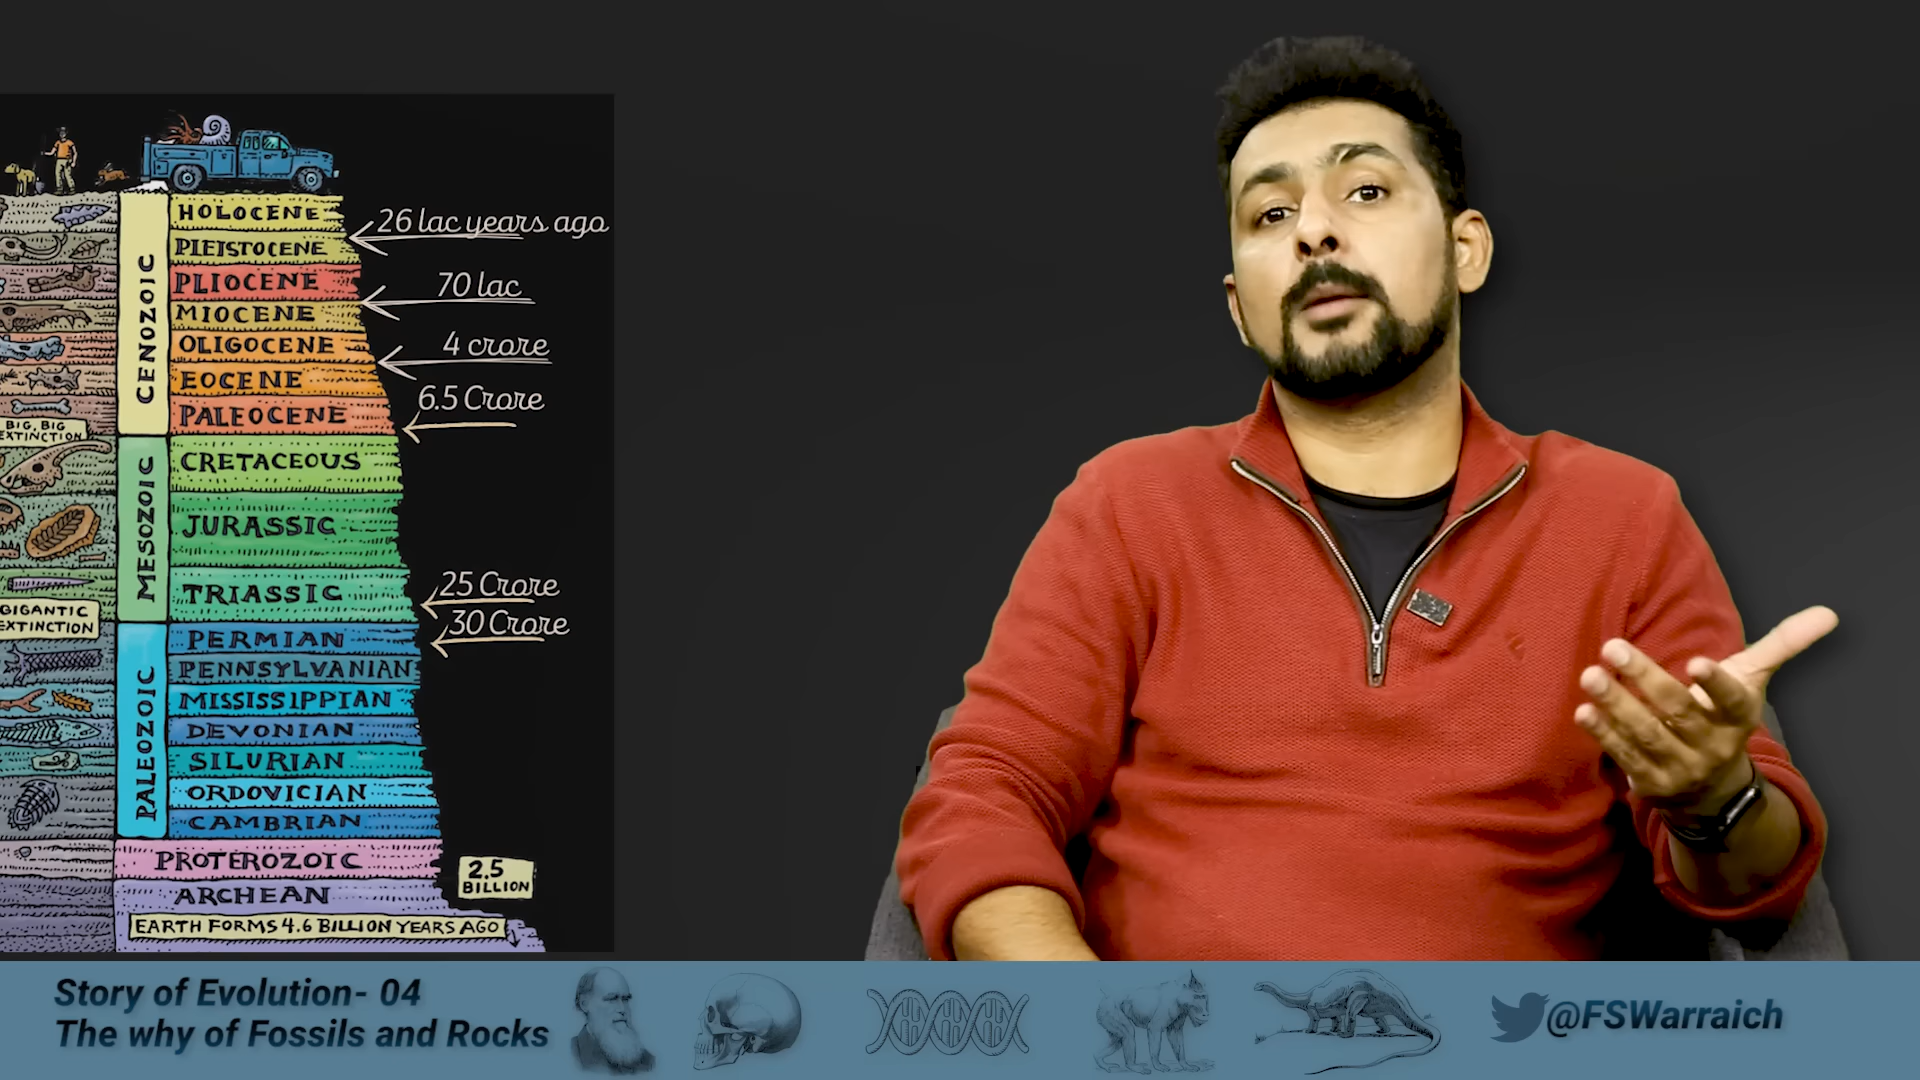 HOLOCENE
26 lac years ago
PLEISTOCENE
PLIOCENE
70 lac
MIOCENE
OLIGOCENE
4 crore
EOCENE
6.5 Crore
PALEOCENE
CENOZOIC
BIG, BIG
EXTINCTION
CRETACEOUS
JURASSIC
TRIASSIC
25 Crore
MESOZOIC
GIGANTIC
EXTINCTION
30 Crore
PERMIAN
PENNSYLVANIAN
MISSISSIPPIAN
DEVONIAN
SILURIAN
ORDOVICIAN
CAMBRIAN
PALEOZOIC
PROTEROZOIC
2.5
BILLION
ARCHEAN
EARTH FORMS 4.6 BILLION YEARS AGO
Story of Evolution- 04
The why of Fossils and Rocks
@FSWarraich